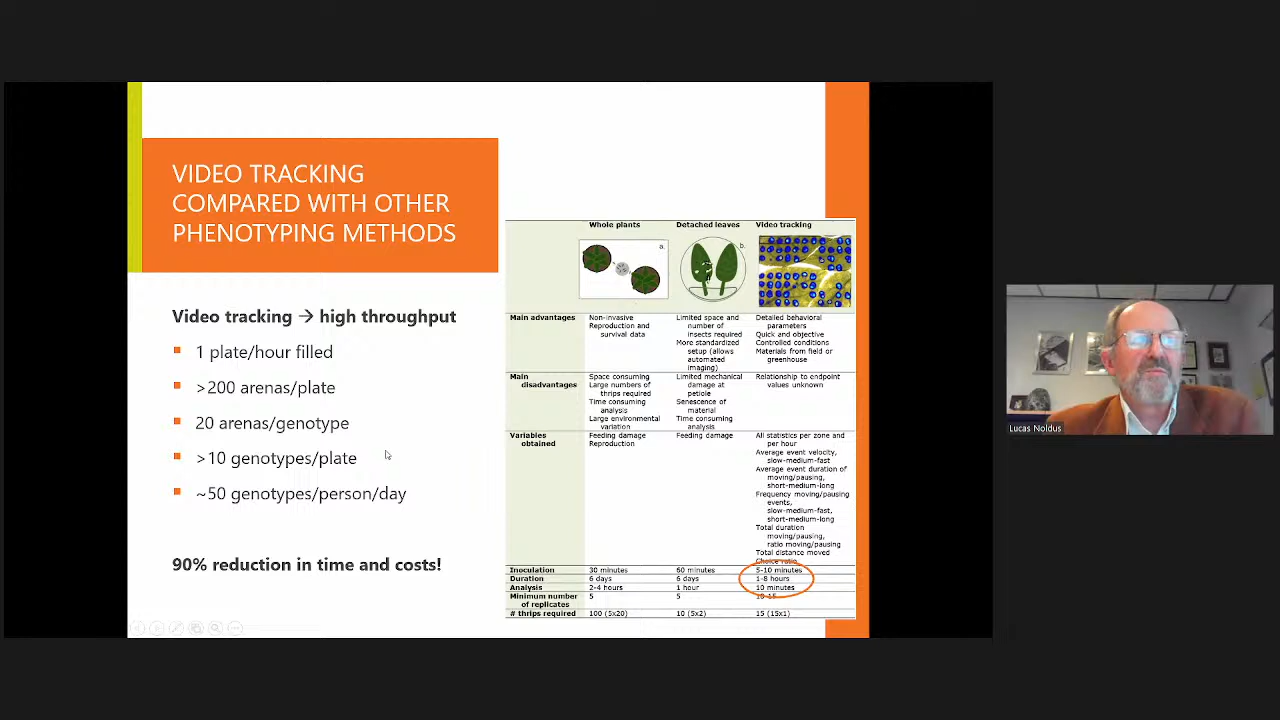 VIDEO TRACKING
COMPARED WITH OTHER
PHENOTYPING METHODS
Video tracking → high throughput
1 plate/hour filled
>200 arenas/plate
20 arenas/genotype
>10 genotypes/plate
~50 genotypes/person/day
90% reduction in time and costs!
Whole plants Detached leaves Video tracking
a. b.
Main advantages
Non-invasive
Reproduction and
survival data
Limited space and
number of
insects required
More standardized
setup (allows
automated
imaging)
Detailed behavioral
parameters
Quick and objective
Controlled conditions
Materials from field or
greenhouse
Main
disadvantages
Space consuming
Large numbers of
thrips required
Time consuming
analysis
Large environmental
variation
Limited mechanical
damage at
petiole
Senescence of
material
Time consuming
analysis
Relationship to endpoint
values unknown
Variables
obtained
Feeding damage
Reproduction
Feeding damage
All statistics per zone and
per hour
Average event velocity,
slow-medium-fast
Average event duration of
moving/pausing,
short-medium-long
Frequency moving/pausing
events,
slow-medium-fast,
short-medium-long
Total duration
moving/pausing,
ratio moving/pausing
Total distance moved
Choice ratio
Inoculation 30 minutes 60 minutes 5-10 minutes
Duration 6 days 6 days 1-8 hours
Analysis 2-4 hours 1 hour 10 minutes
Minimum number
of replicates
5 5 10-15
# thrips required 100 (5x20) 10 (5x2) 15 (15x1)
Lucas Noldus